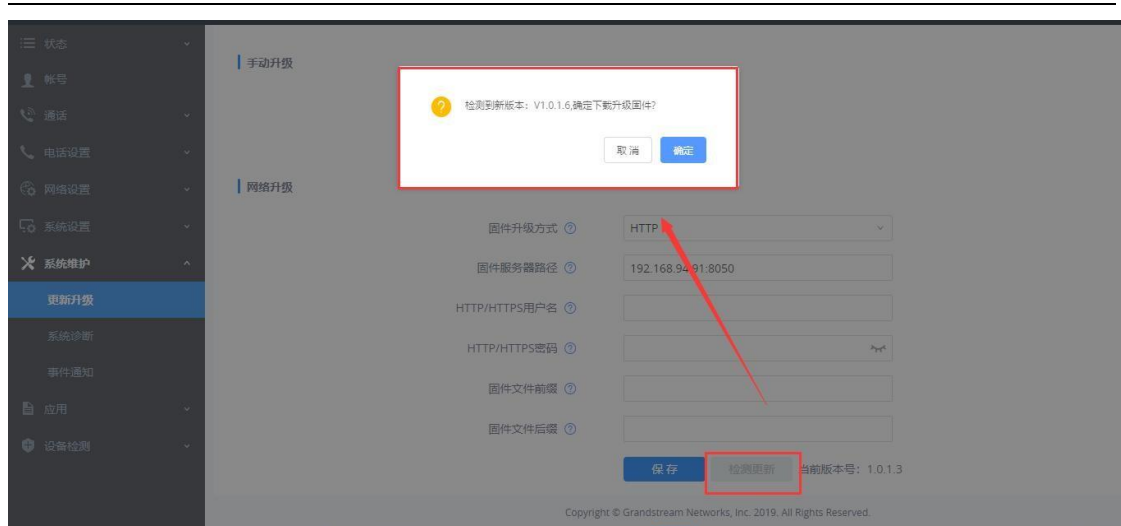 状态
帐号
通话
电话设置
网络设置
系统设置
系统维护
更新升级
系统诊断
事件通知
应用
设备检测
手动升级
检测到新版本：V1.0.1.6,确定下载升级固件?
取消 确定
网络升级
固件升级方式 HTTP
固件服务器路径 192.168.94.91:8050
HTTP/HTTPS用户名
HTTP/HTTPS密码
固件文件前缀
固件文件后缀
保存 检测更新 当前版本号：1.0.1.3
Copyright © Grandstream Networks, Inc. 2019. All Rights Reserved.